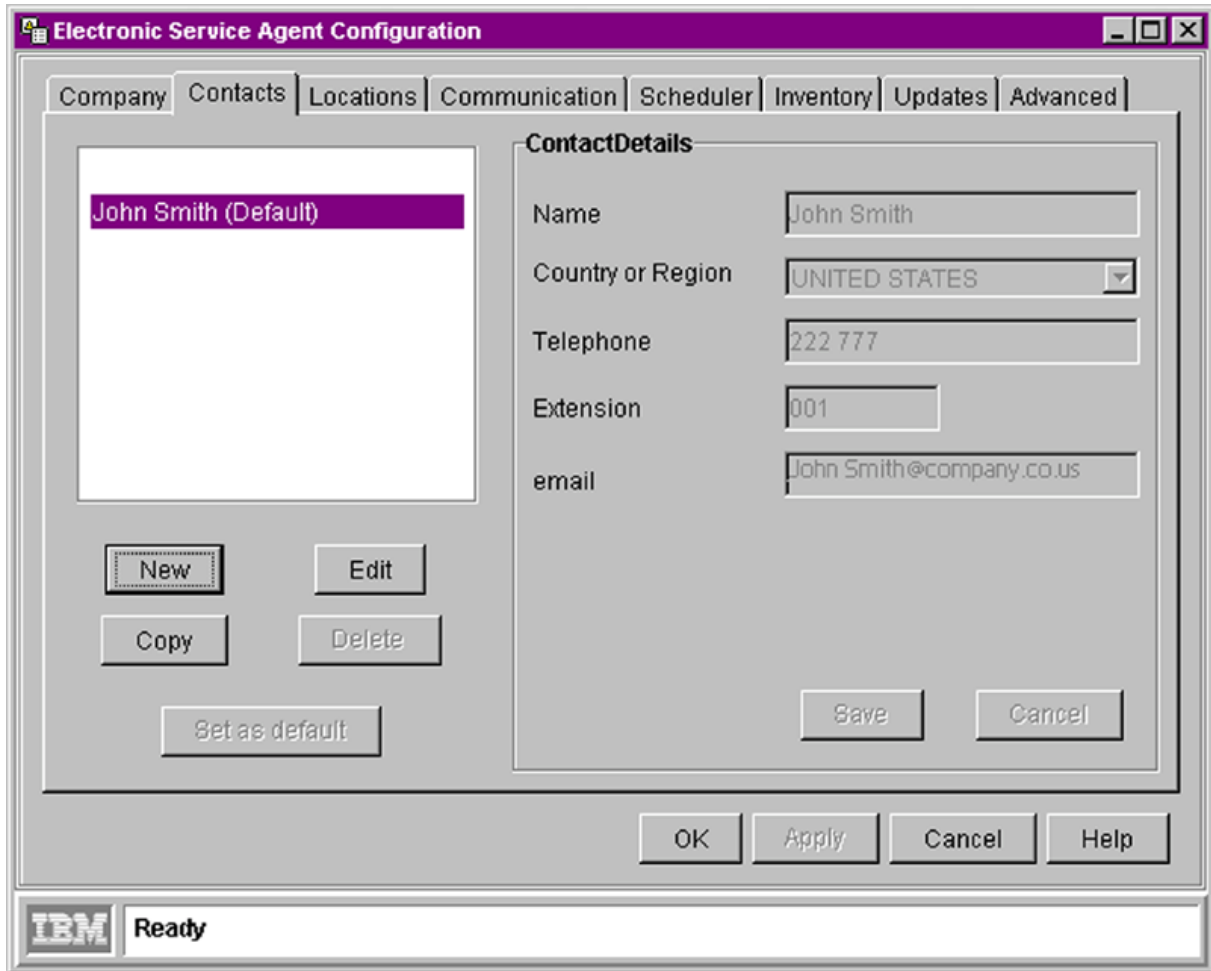 Electronic Service Agent Configuration
Company Contacts Locations Communication Scheduler Inventory Updates Advanced
John Smith (Default)
New Edit
Copy Delete
Set as default
ContactDetails
Name John Smith
Country or Region UNITED STATES
Telephone 222 777
Extension 001
email John Smith@company.co.us
Save Cancel
OK Apply Cancel Help
IBM Ready